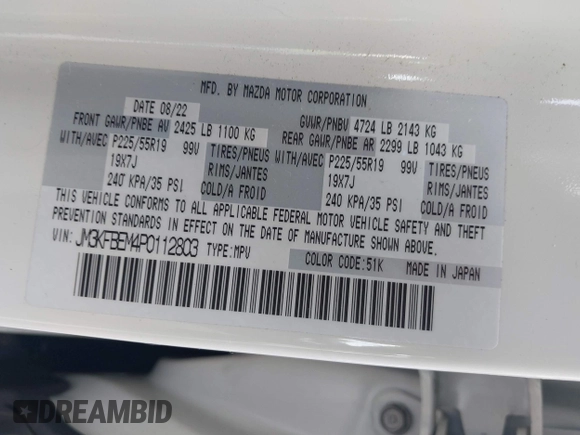 MFD. BY MAZDA MOTOR CORPORATION
DATE 08/22 GVWR/PNBV 4724 LB 2143 KG
FRONT GAWR/PNBE AV 2425 LB 1100 KG REAR GAWR/PNBE AR 2299 LB 1043 KG
WITH/AVEC P225/55R19 99V TIRES/PNEUS WITH/AVEC P225/55R19 99V TIRES/PNEUS
19X7J RIMS/JANTES 19X7J RIMS/JANTES
240 KPA/35 PSI COLD/A FROID 240 KPA/35 PSI COLD/A FROID
THIS VEHICLE CONFORMS TO ALL APPLICABLE FEDERAL MOTOR VEHICLE SAFETY AND THEFT
PREVENTION STANDARDS IN EFFECT ON THE DATE OF MANUFACTURE SHOWN ABOVE.
VIN: JM3KFBEM4P0112803 TYPE: MPV COLOR CODE: 51K MADE IN JAPAN
DREAMBID